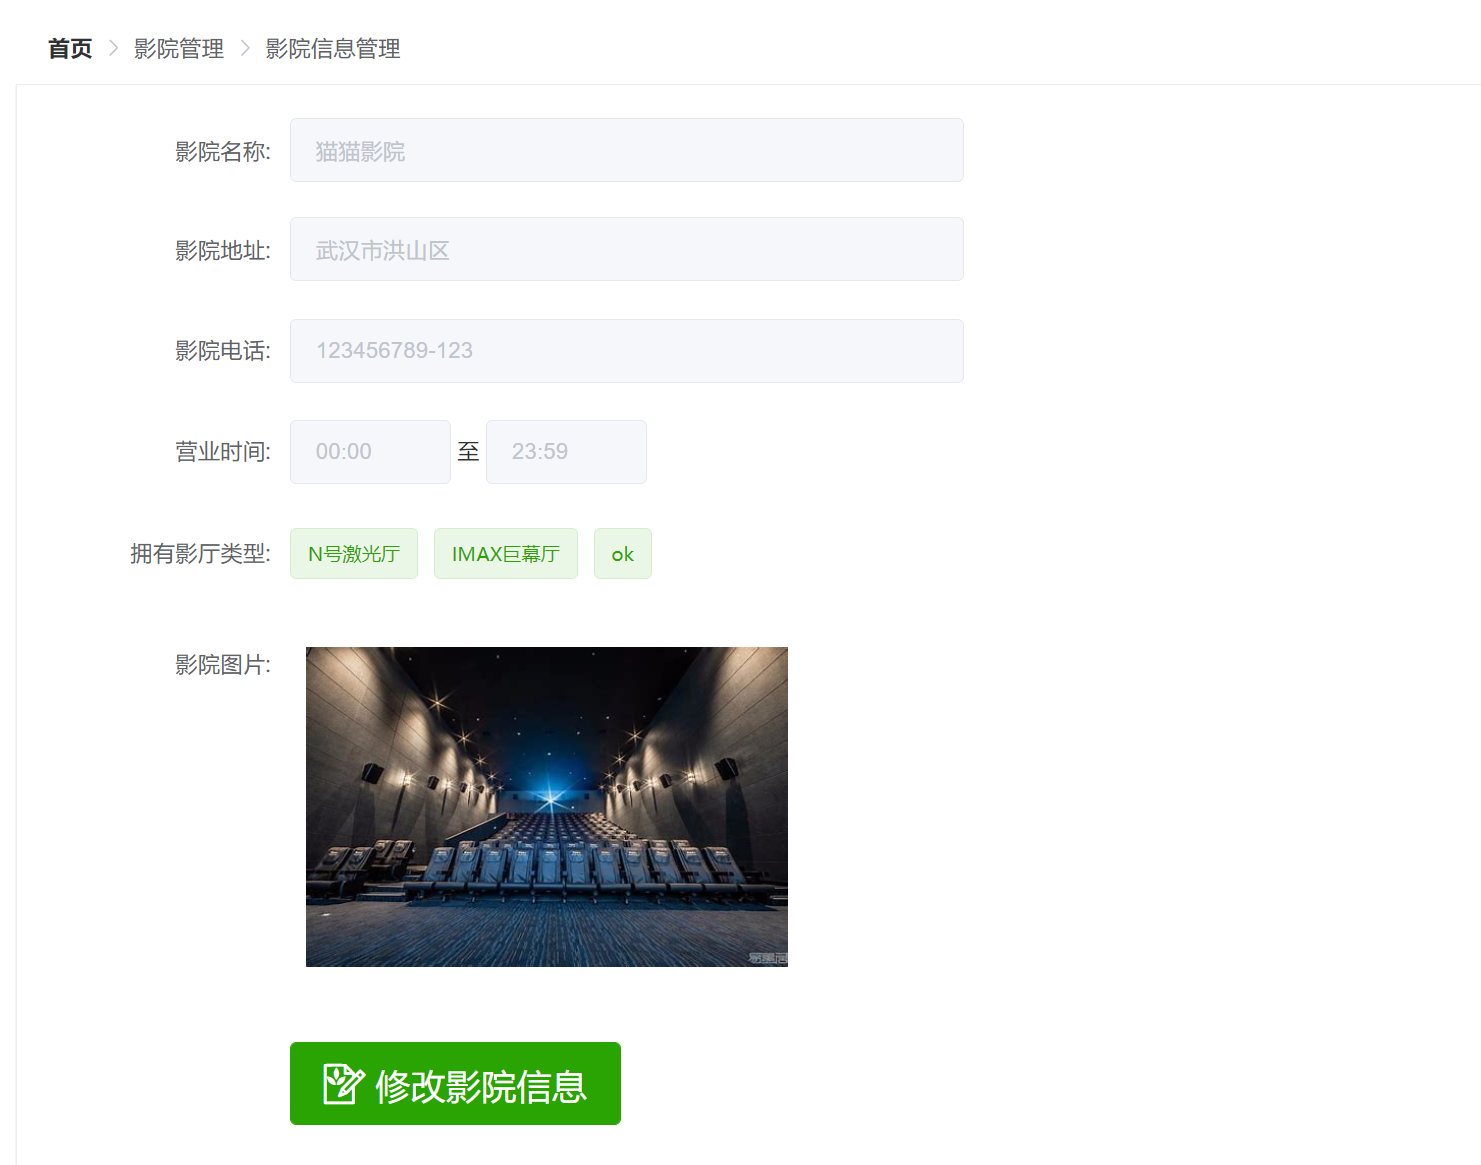 首页 > 影院管理 > 影院信息管理
影院名称: 猫猫影院
影院地址: 武汉市洪山区
影院电话: 123456789-123
营业时间: 00:00 至 23:59
拥有影厅类型: N号激光厅 IMAX巨幕厅 ok
影院图片:
修改影院信息